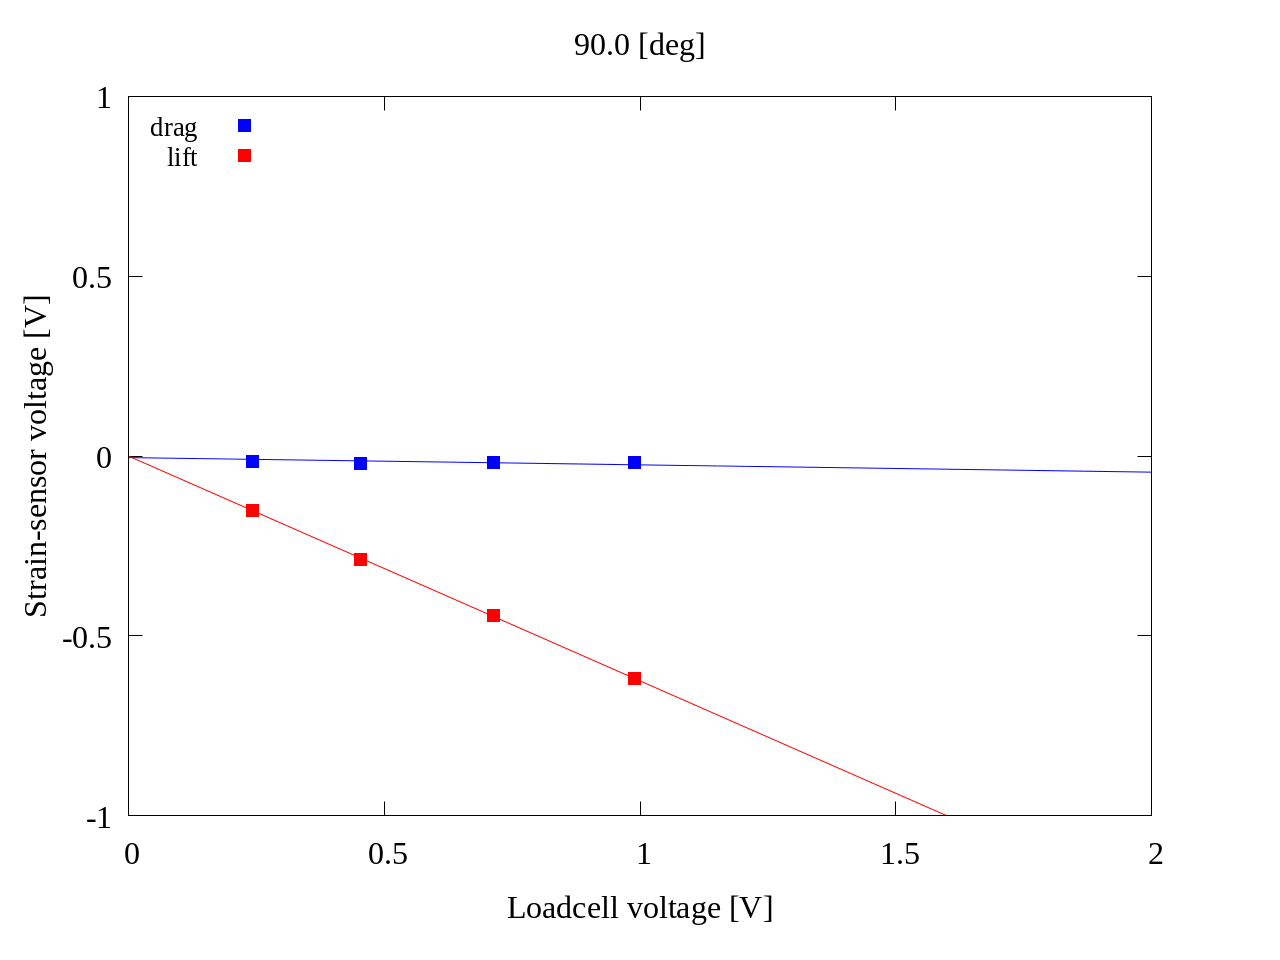 90.0 [deg]
1
drag
lift
0.5
0
-0.5
-1
0 0.5 1 1.5 2
Strain-sensor voltage [V]
Loadcell voltage [V]